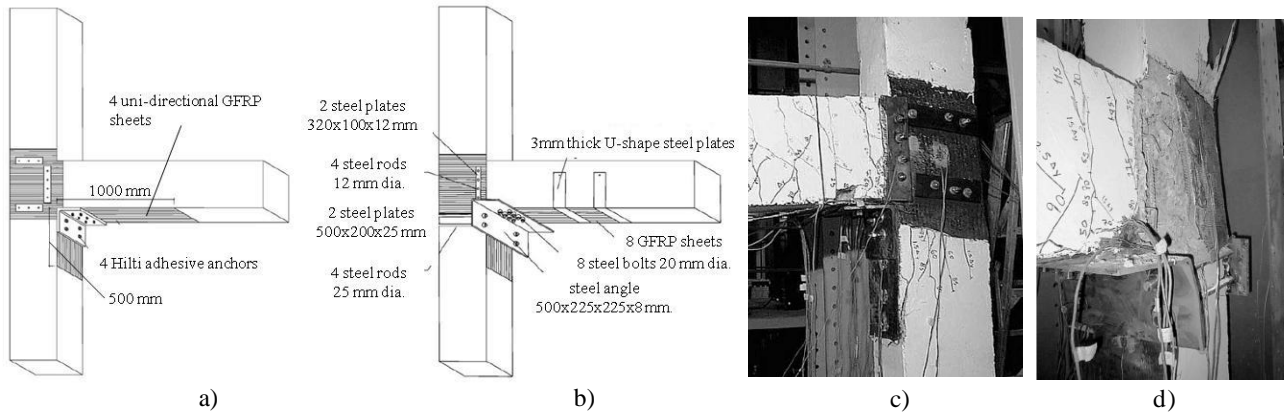 4 uni-directional GFRP
sheets
1000 mm
4 Hilti adhesive anchors
500 mm
2 steel plates
320x100x12 mm
4 steel rods
12 mm dia.
2 steel plates
500x200x25 mm
4 steel rods
25 mm dia.
3mm thick U-shape steel plates
8 GFRP sheets
8 steel bolts 20 mm dia.
steel angle
500x225x225x8 mm.
a)
b)
c)
d)